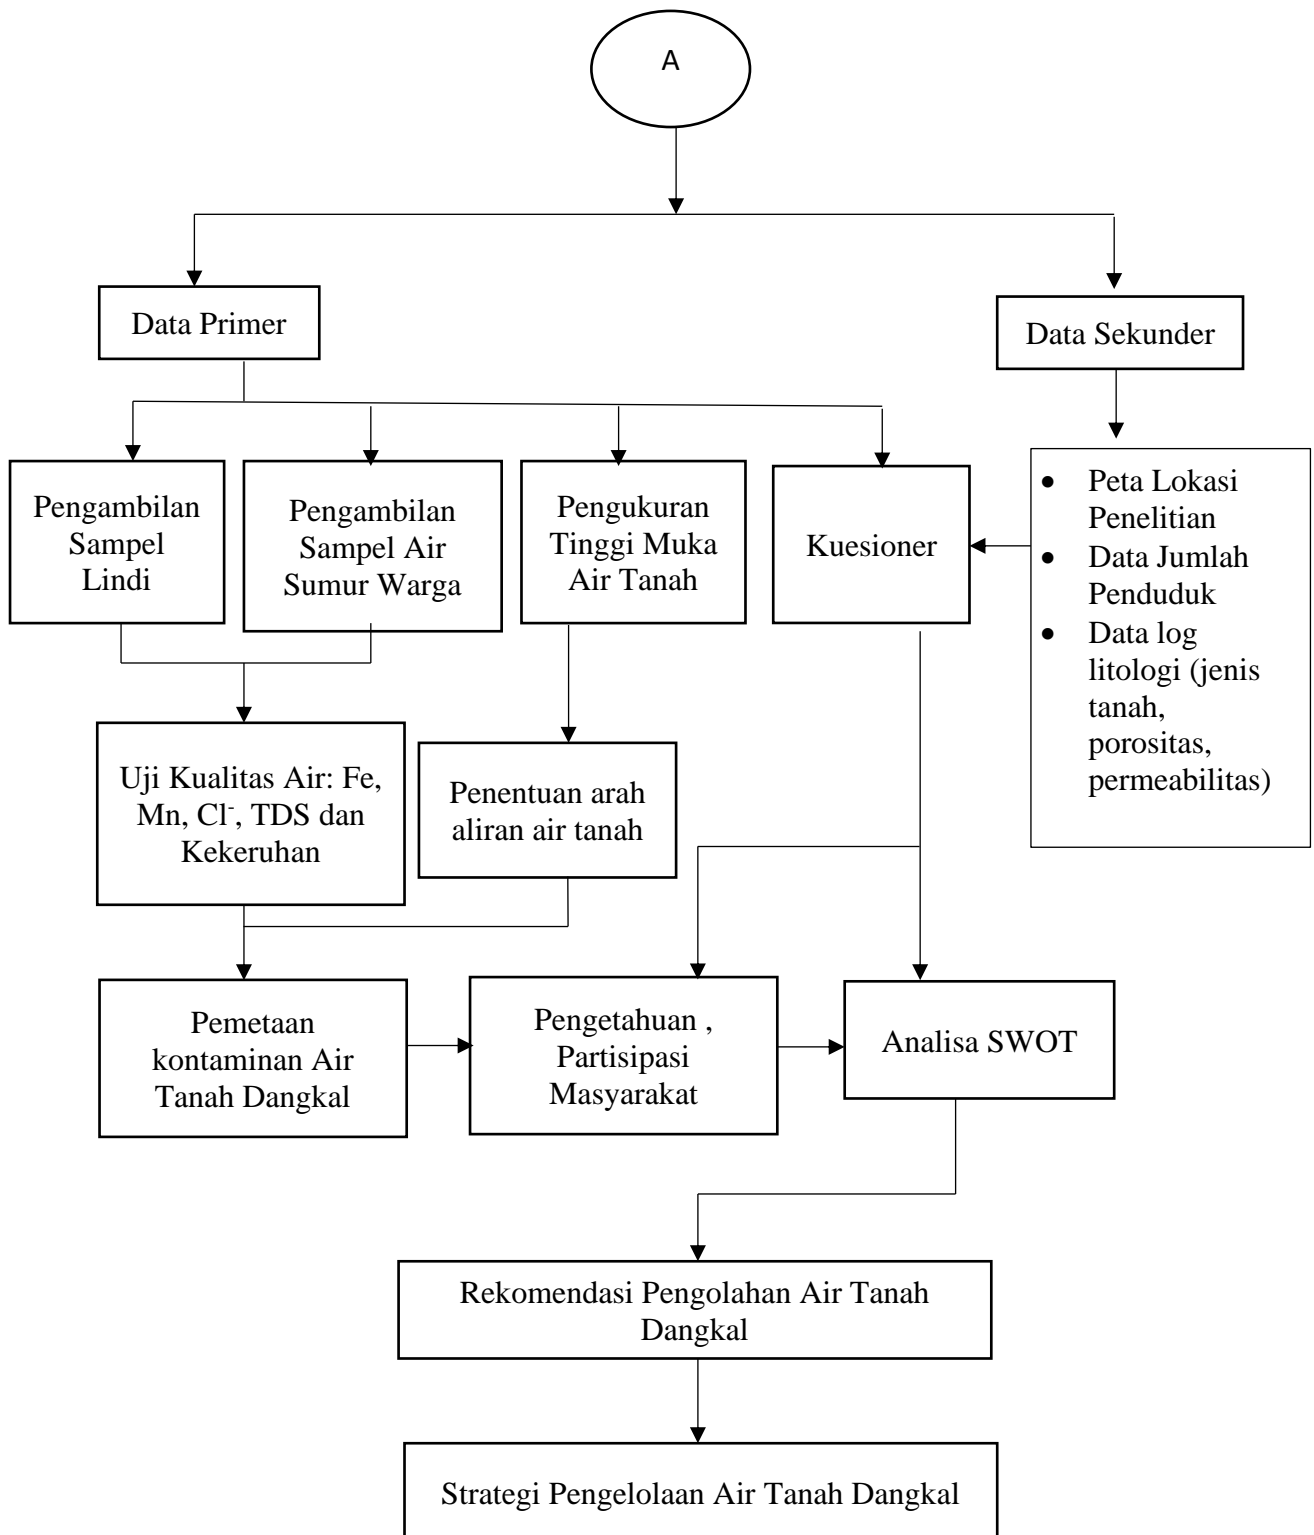 A
Data Primer
Data Sekunder
Pengambilan
Sampel
Lindi
Pengambilan
Sampel Air
Sumur Warga
Pengukuran
Tinggi Muka
Air Tanah
Kuesioner
• Peta Lokasi
Penelitian
• Data Jumlah
Penduduk
• Data log
litologi (jenis
tanah,
porositas,
permeabilitas)
Uji Kualitas Air: Fe,
Mn, Cl⁻, TDS dan
Kekeruhan
Penentuan arah
aliran air tanah
Pemetaan
kontaminan Air
Tanah Dangkal
Pengetahuan ,
Partisipasi
Masyarakat
Analisa SWOT
Rekomendasi Pengolahan Air Tanah
Dangkal
Strategi Pengelolaan Air Tanah Dangkal